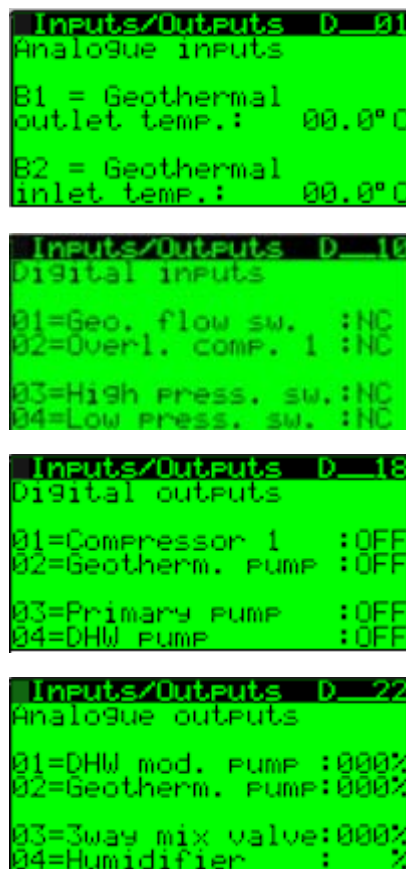 Inputs/Outputs D__01
Analogue inputs
B1 = Geothermal
outlet temp.: 00.0°C
B2 = Geothermal
inlet temp.: 00.0°C
Inputs/Outputs D__10
Digital inputs
01=Geo. flow sw. :NC
02=Overl. comp. 1 :NC
03=High press. sw.:NC
04=Low press. sw. :NC
Inputs/Outputs D__18
Digital outputs
01=Compressor 1 :OFF
02=Geotherm. pump :OFF
03=Primary pump :OFF
04=DHW pump :OFF
Inputs/Outputs D__22
Analogue outputs
01=DHW mod. pump :000%
02=Geotherm. pump:000%
03=3way mix valve:000%
04=Humidifier : %